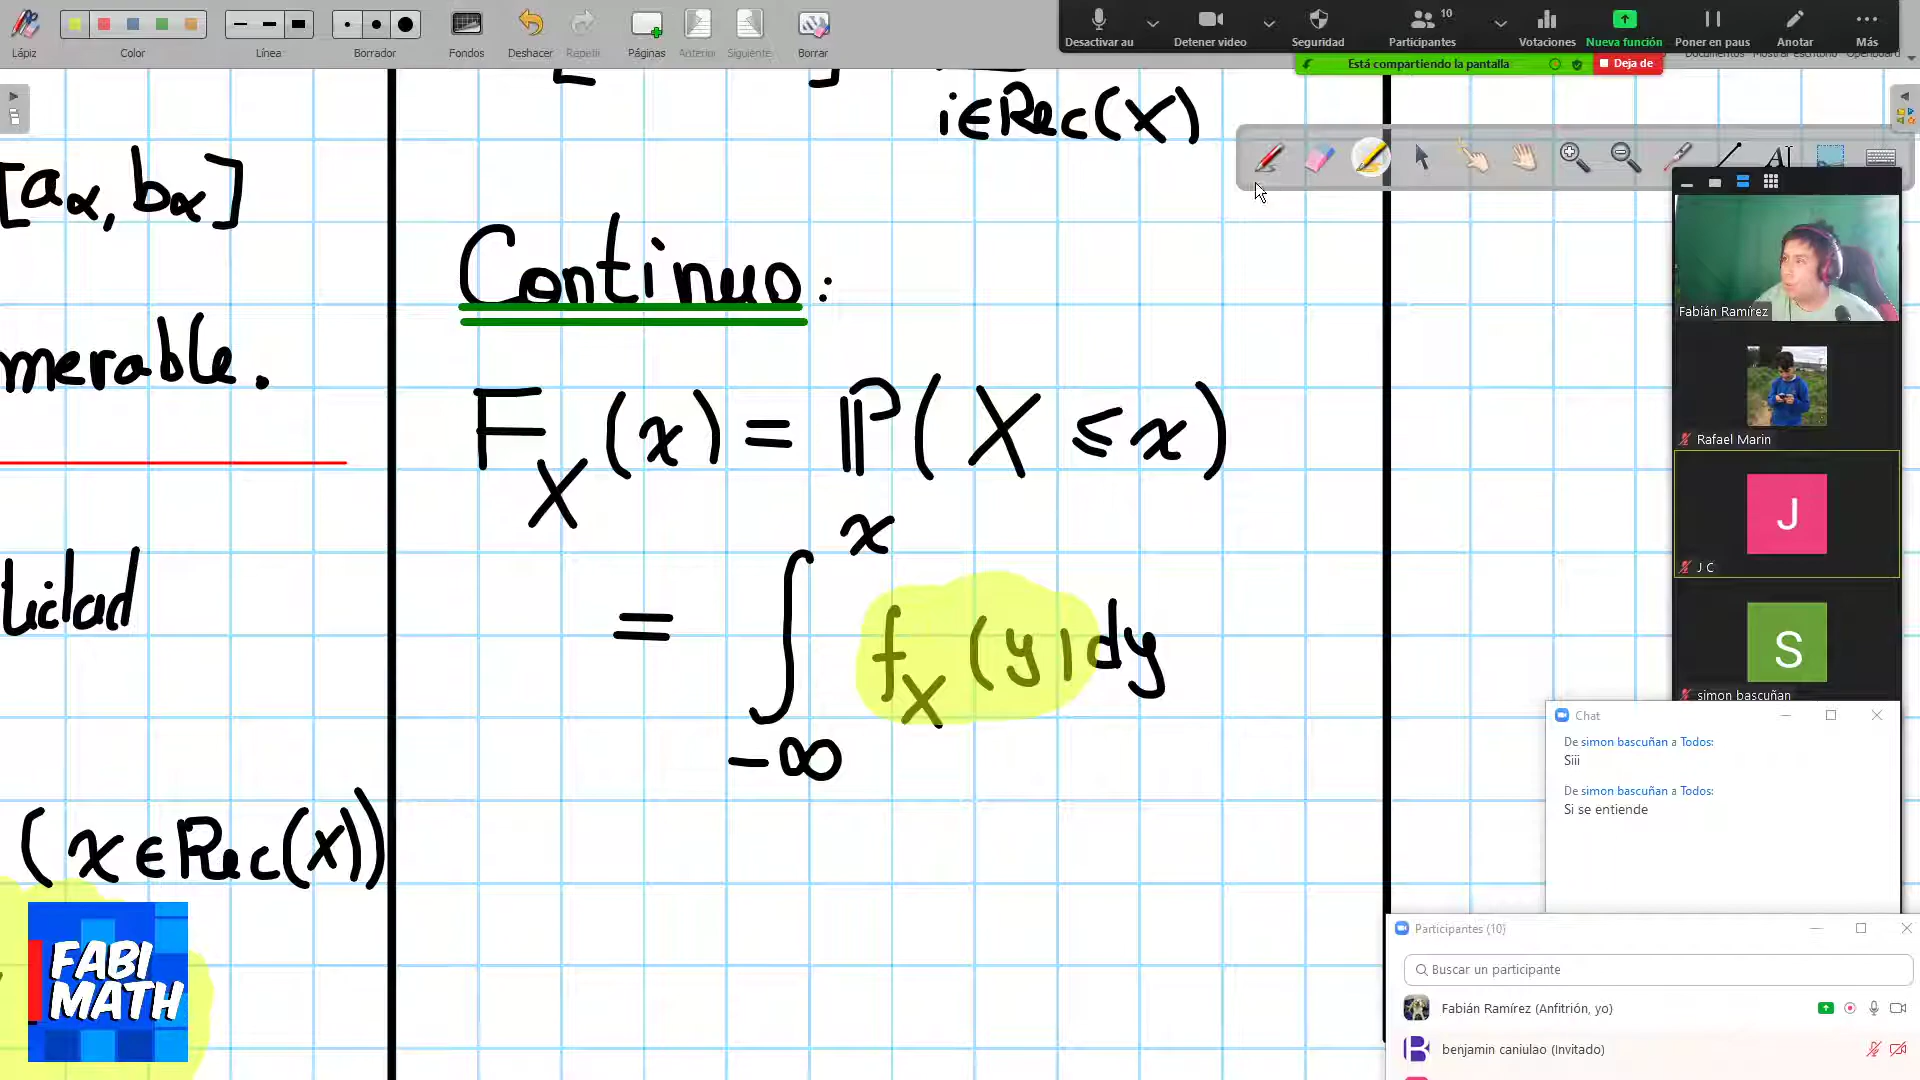 Lápiz
Color
Línea
Borrador
Fondos
Deshacer
Repetir
Páginas
Anterior
Siguiente
Borrar
Desactivar au
Detener video
Seguridad
10
Participantes
Votaciones
Nueva función
Poner en paus
Anotar
Más
Está compartiendo la pantalla
Deja de
i∈Rec(X)
[aα, bα]
merable.
Continuo:
F_X(x) = ℙ(X ≤ x)
= ∫_{-∞}^{x} f_X(y)dy
(x∈Rec(X))
FABI
MATH
Fabián Ramírez
Rafael Marin
J
J C
S
simon bascuñan
Chat
De simon bascuñan a Todos:
Siii
De simon bascuñan a Todos:
Si se entiende
Participantes (10)
Buscar un participante
Fabián Ramírez (Anfitrión, yo)
B
benjamin caniulao (Invitado)